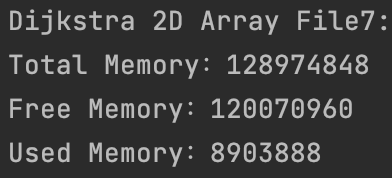 Dijkstra 2D Array File7:
Total Memory: 128974848
Free Memory: 120070960
Used Memory: 8903888